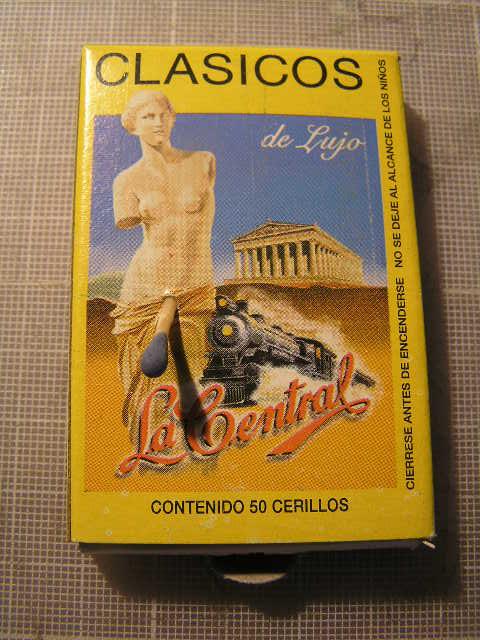 CLASICOS
de Lujo
La Central
CONTENIDO 50 CERILLOS
CIERRESE ANTES DE ENCENDERSE NO SE DEJE AL ALCANCE DE LOS NIÑOS